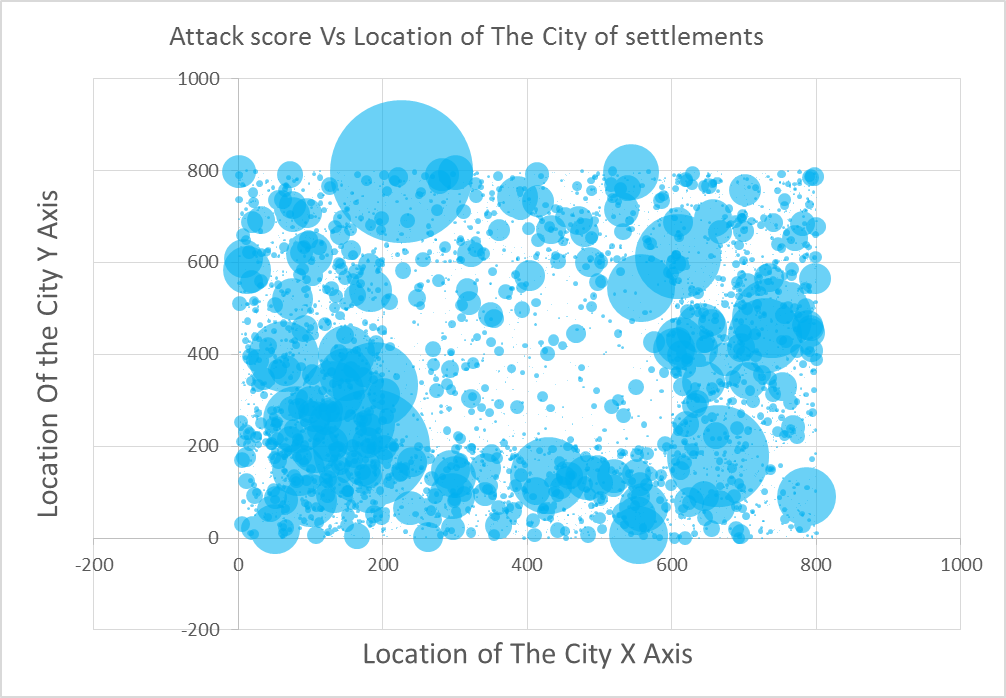 Attack score Vs Location of The City of settlements
1000
800
600
400
200
0
-200
-200 0 200 400 600 800 1000
Location Of the City Y Axis
Location of The City X Axis